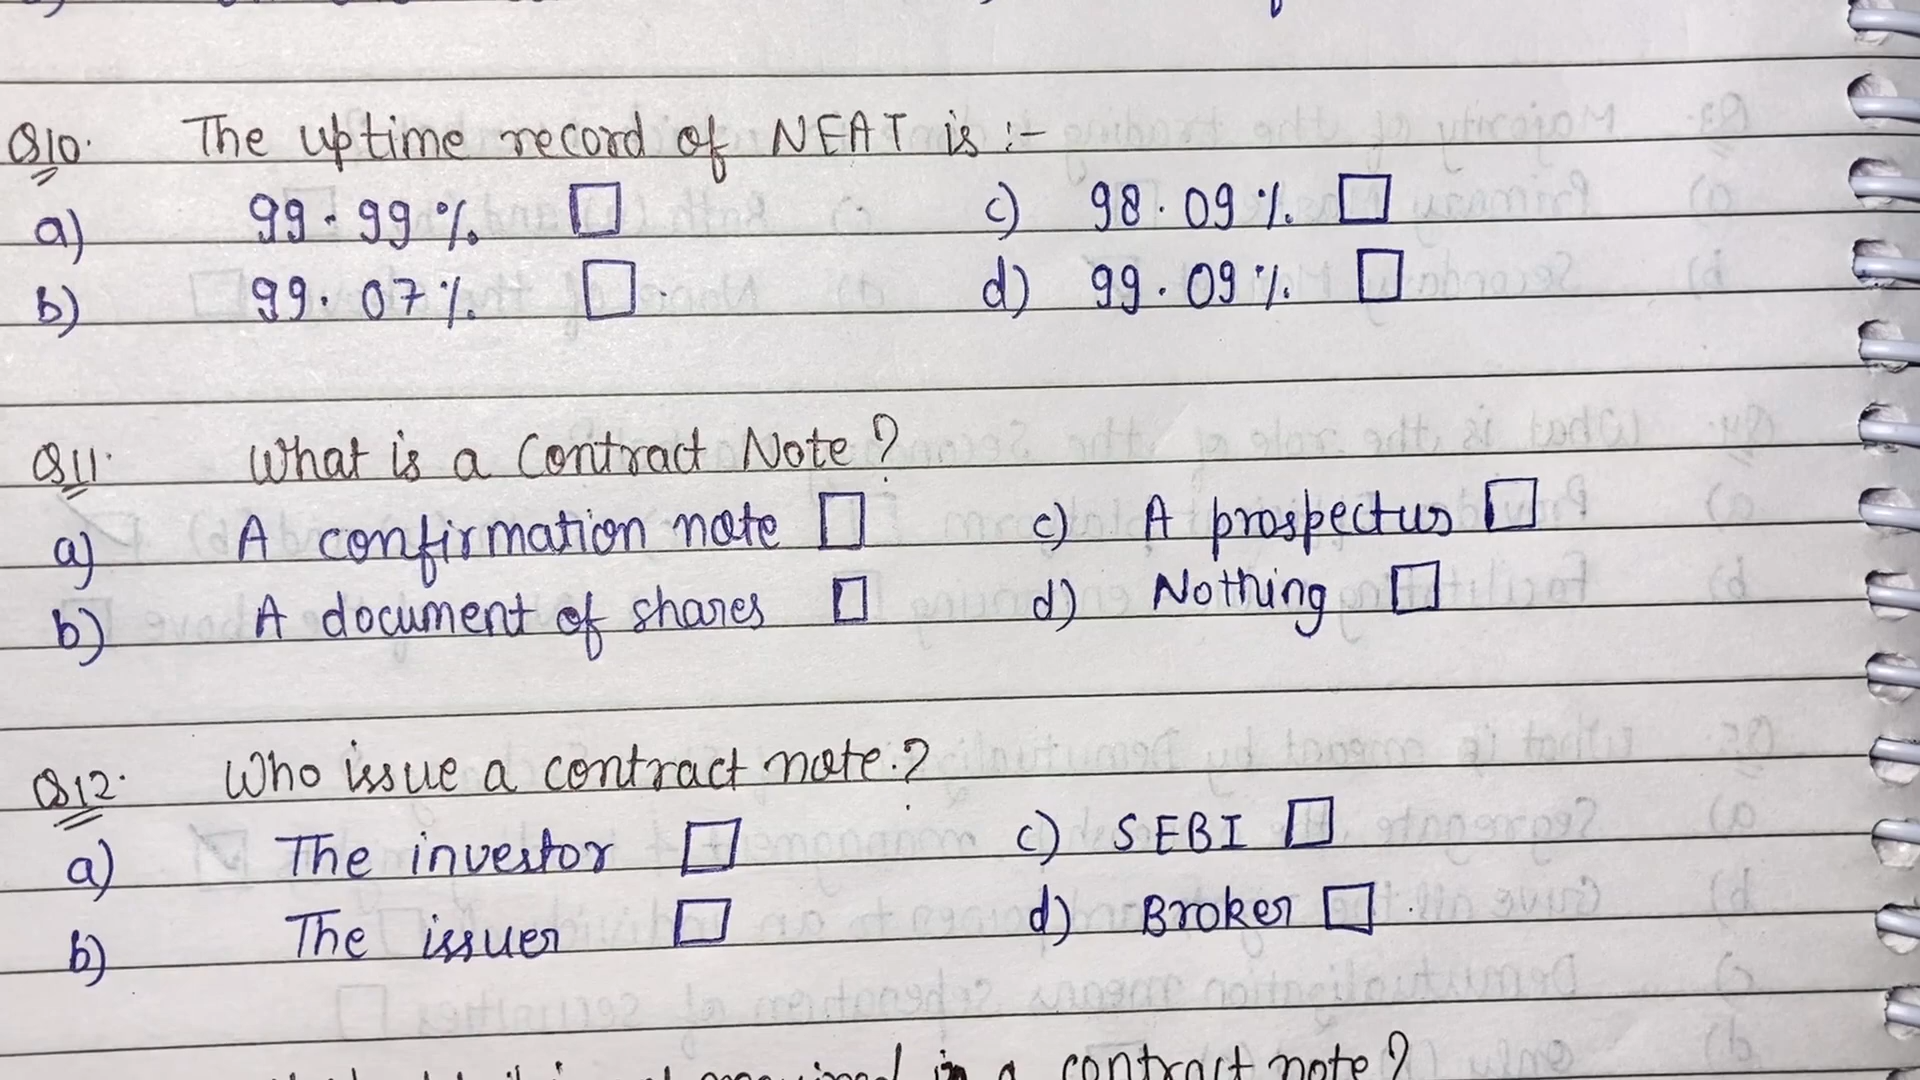 Q10. The uptime record of NEAT is :-
a) 99.99% c) 98.09%
b) 99.07% d) 99.09%
Q11. What is a Contract Note?
a) A confirmation note c) A prospectus
b) A document of shares d) Nothing
Q12. Who issue a contract note.?
a) The investor c) SEBI
b) The issuer d) Broker
in a contract note?